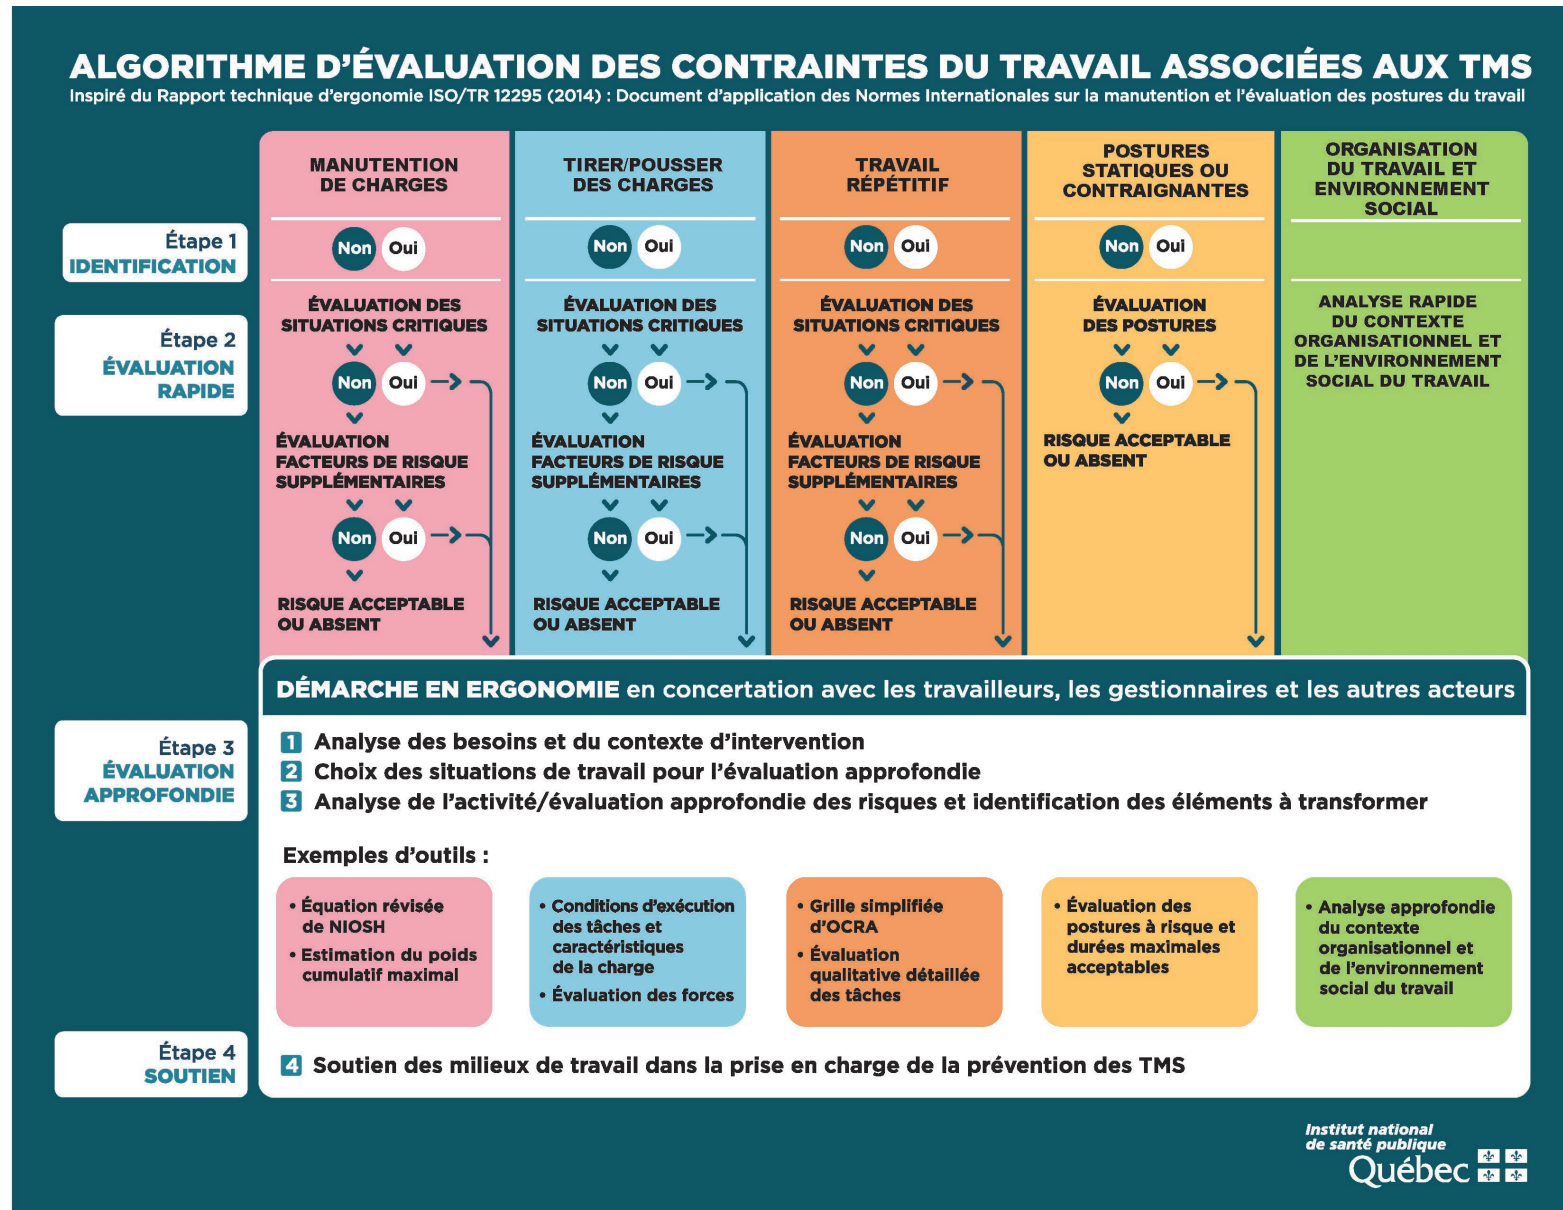 ALGORITHME D'ÉVALUATION DES CONTRAINTES DU TRAVAIL ASSOCIÉES AUX TMS
Inspiré du Rapport technique d'ergonomie ISO/TR 12295 (2014) : Document d'application des Normes Internationales sur la manutention et l'évaluation des postures du travail
MANUTENTION
DE CHARGES
TIRER/POUSSER
DES CHARGES
TRAVAIL
RÉPÉTITIF
POSTURES
STATIQUES OU
CONTRAIGNANTES
ORGANISATION
DU TRAVAIL ET
ENVIRONNEMENT
SOCIAL
Étape 1
IDENTIFICATION
Non Oui
Non Oui
Non Oui
Non Oui
Étape 2
ÉVALUATION
RAPIDE
ÉVALUATION DES
SITUATIONS CRITIQUES
Non Oui
ÉVALUATION
FACTEURS DE RISQUE
SUPPLÉMENTAIRES
Non Oui
RISQUE ACCEPTABLE
OU ABSENT
ÉVALUATION DES
SITUATIONS CRITIQUES
Non Oui
ÉVALUATION
FACTEURS DE RISQUE
SUPPLÉMENTAIRES
Non Oui
RISQUE ACCEPTABLE
OU ABSENT
ÉVALUATION DES
SITUATIONS CRITIQUES
Non Oui
ÉVALUATION
FACTEURS DE RISQUE
SUPPLÉMENTAIRES
Non Oui
RISQUE ACCEPTABLE
OU ABSENT
ÉVALUATION
DES POSTURES
Non Oui
RISQUE ACCEPTABLE
OU ABSENT
ANALYSE RAPIDE
DU CONTEXTE
ORGANISATIONNEL ET
DE L'ENVIRONNEMENT
SOCIAL DU TRAVAIL
DÉMARCHE EN ERGONOMIE en concertation avec les travailleurs, les gestionnaires et les autres acteurs
Étape 3
ÉVALUATION
APPROFONDIE
1 Analyse des besoins et du contexte d'intervention
2 Choix des situations de travail pour l'évaluation approfondie
3 Analyse de l'activité/évaluation approfondie des risques et identification des éléments à transformer
Exemples d'outils :
• Équation révisée
de NIOSH
• Estimation du poids
cumulatif maximal
• Conditions d'exécution
des tâches et
caractéristiques
de la charge
• Évaluation des forces
• Grille simplifiée
d'OCRA
• Évaluation
qualitative détaillée
des tâches
• Évaluation des
postures à risque et
durées maximales
acceptables
• Analyse approfondie
du contexte
organisationnel et
de l'environnement
social du travail
Étape 4
SOUTIEN
4 Soutien des milieux de travail dans la prise en charge de la prévention des TMS
Institut national
de santé publique
Québec